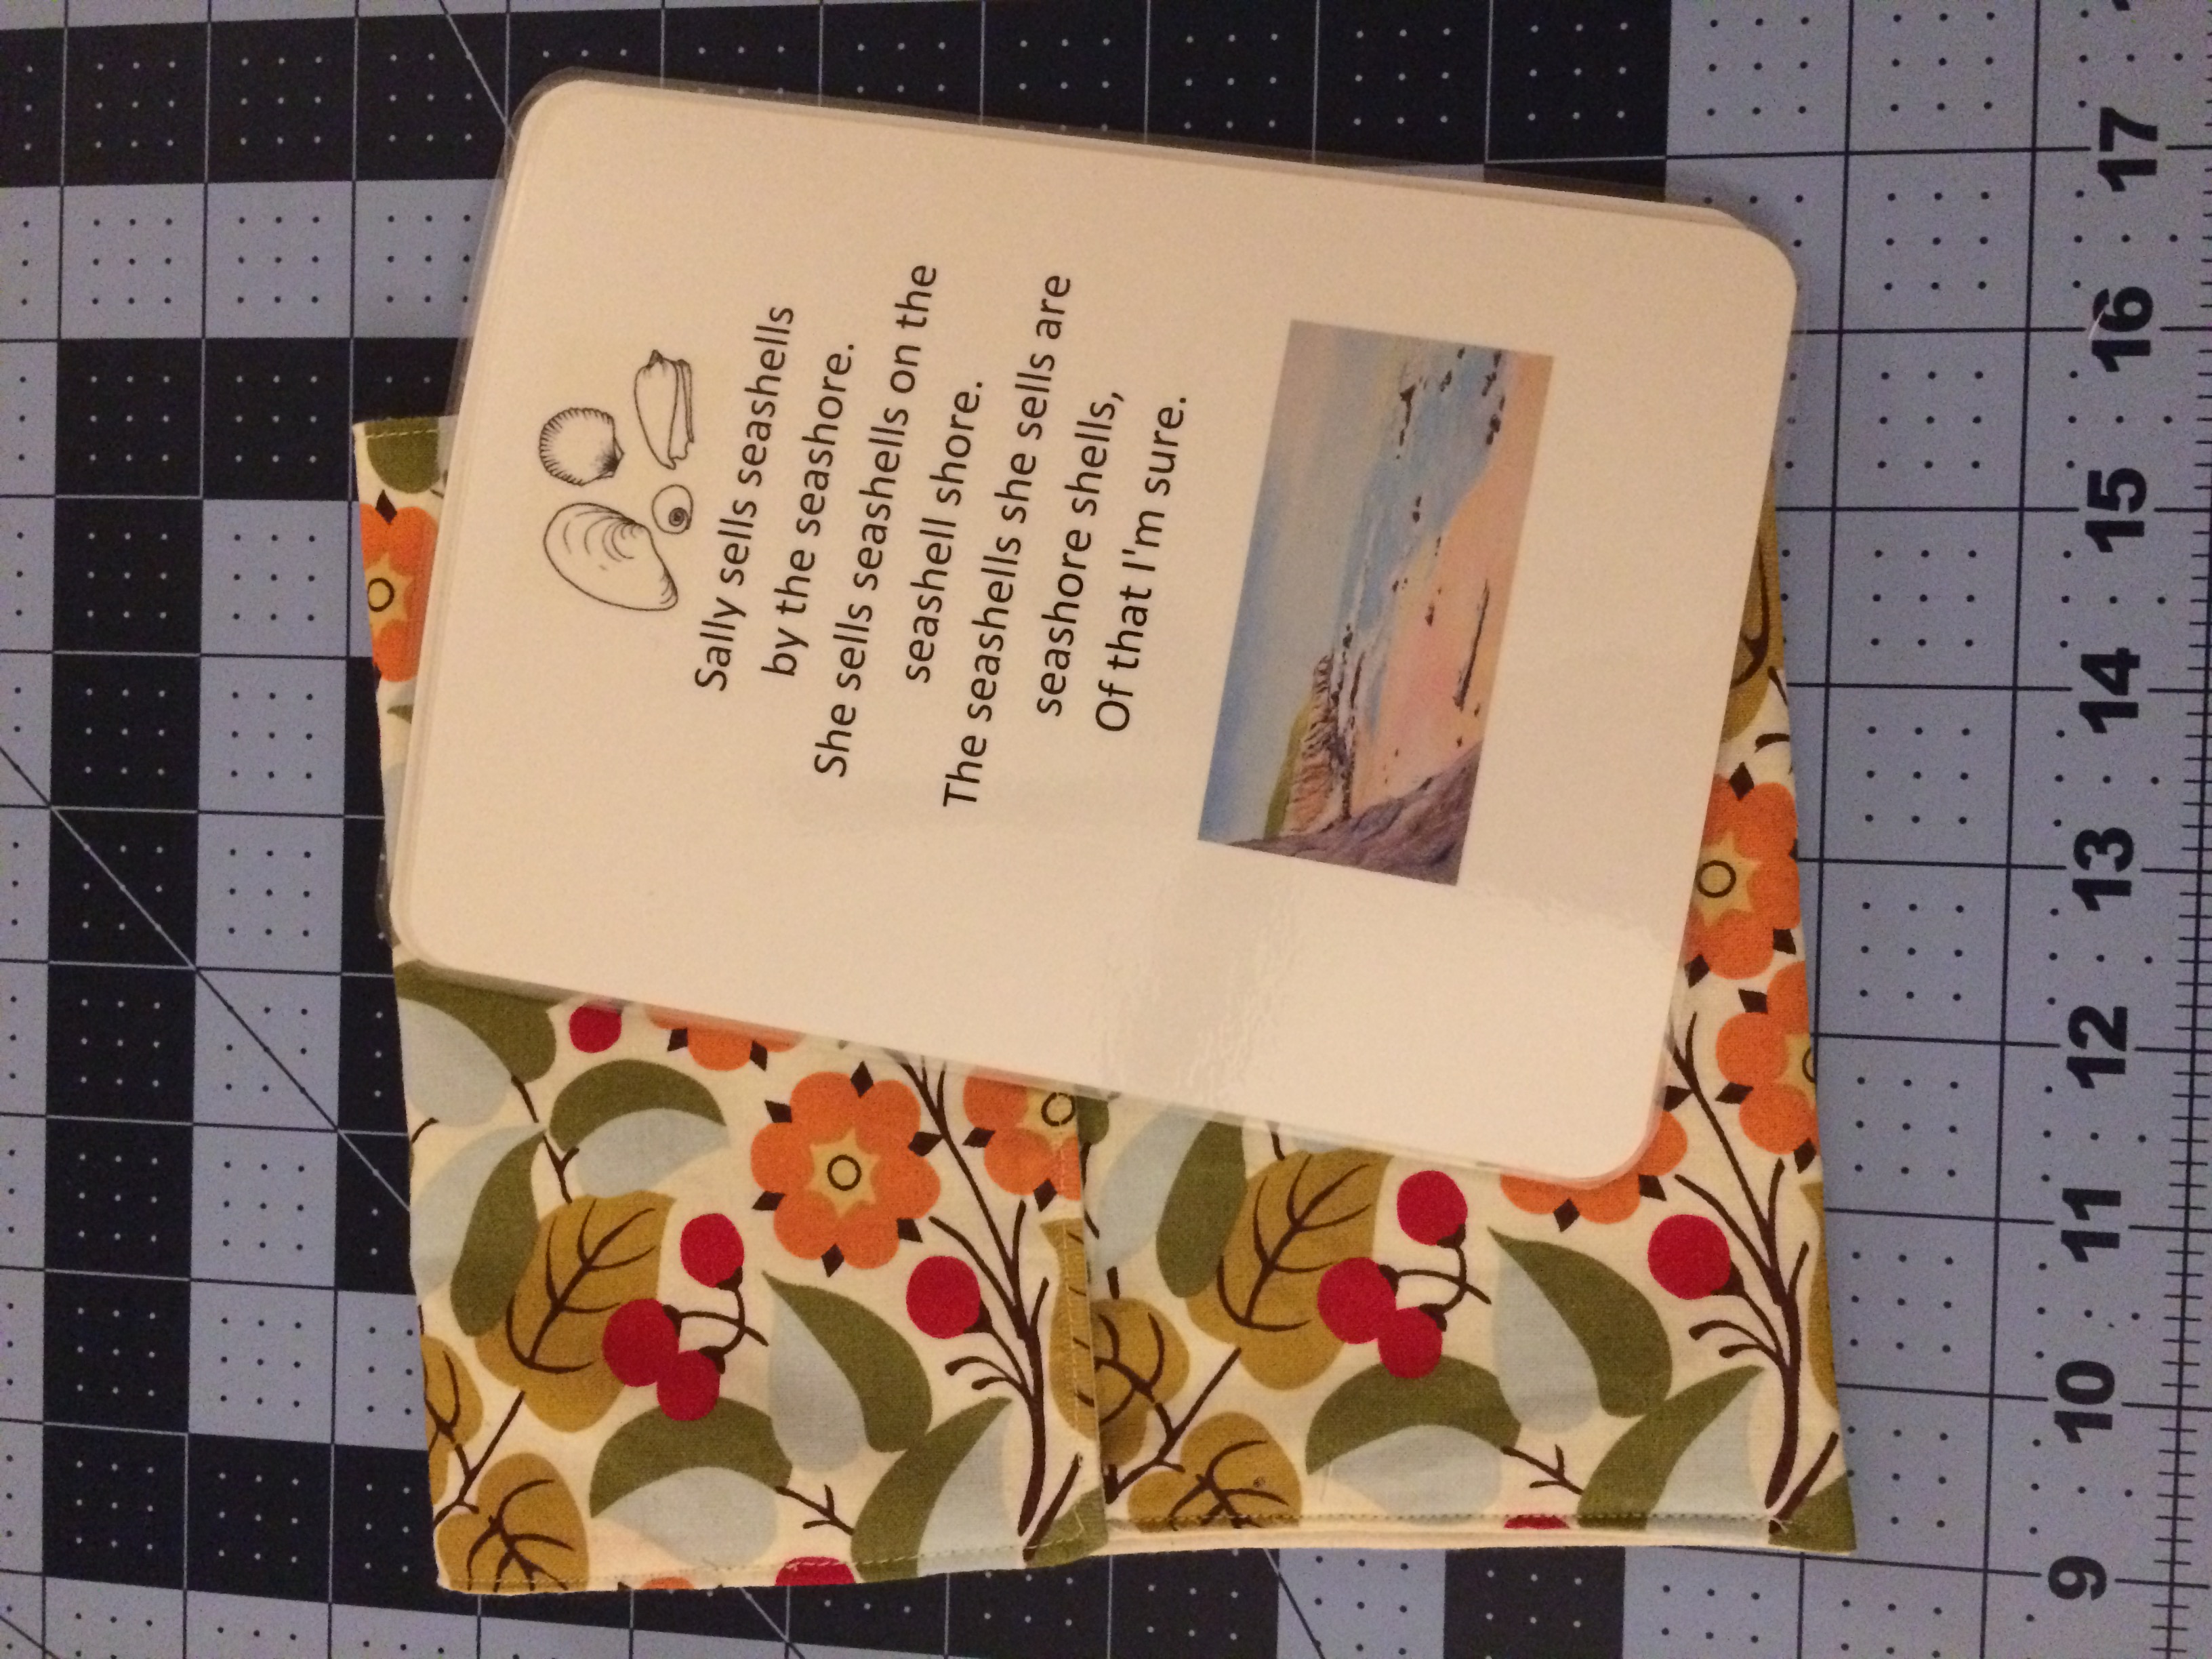 Sally sells seashells
by the seashore.
She sells seashells on the
seashell shore.
The seashells she sells are
seashore shells,
Of that I'm sure.
9 10 11 12 13 14 15 16 17